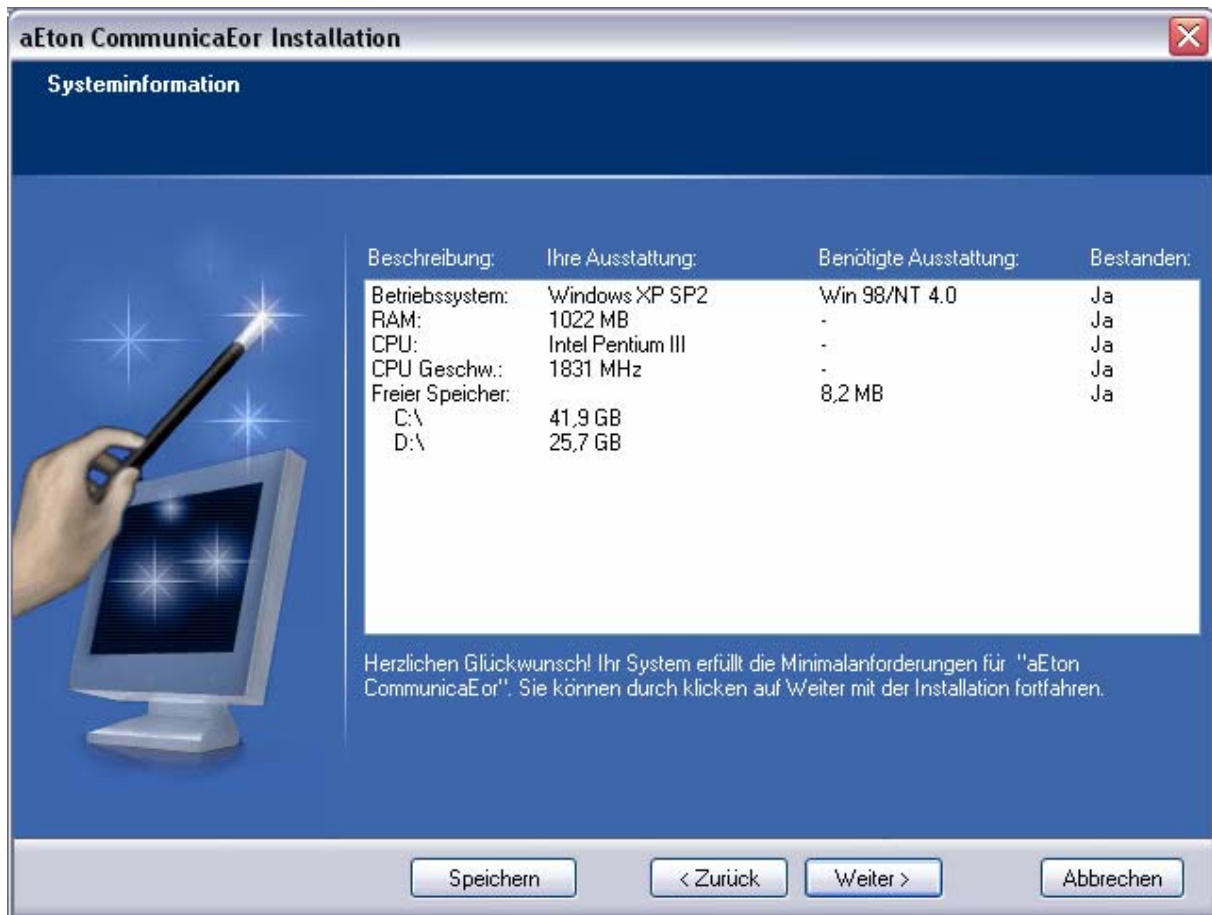 aEton CommunicaEor Installation
Systeminformation
Beschreibung: Ihre Ausstattung: Benötigte Ausstattung: Bestanden:
Betriebssystem: Windows XP SP2 Win 98/NT 4.0 Ja
RAM: 1022 MB - Ja
CPU: Intel Pentium III - Ja
CPU Geschw.: 1831 MHz - Ja
Freier Speicher: 8,2 MB Ja
C:\ 41,9 GB
D:\ 25,7 GB
Herzlichen Glückwunsch! Ihr System erfüllt die Minimalanforderungen für "aEton
CommunicaEor". Sie können durch klicken auf Weiter mit der Installation fortfahren.
Speichern < Zurück Weiter > Abbrechen